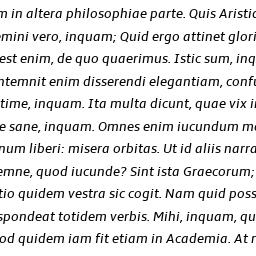 m in altera philosophiae parte. Quis Aristo
emini vero, inquam; Quid ergo attinet glori
est enim, de quo quaerimus. Istic sum, inq
ntemnit enim disserendi elegantiam, confu
time, inquam. Ita multa dicunt, quae vix i
e sane, inquam. Omnes enim iucundum mo
num liberi: misera orbitas. Ut id aliis narra
emne, quod iucunde? Sint ista Graecorum;
tio quidem vestra sic cogit. Nam quid poss
spondeat totidem verbis. Mihi, inquam, qu
od quidem iam fit etiam in Academia. At n